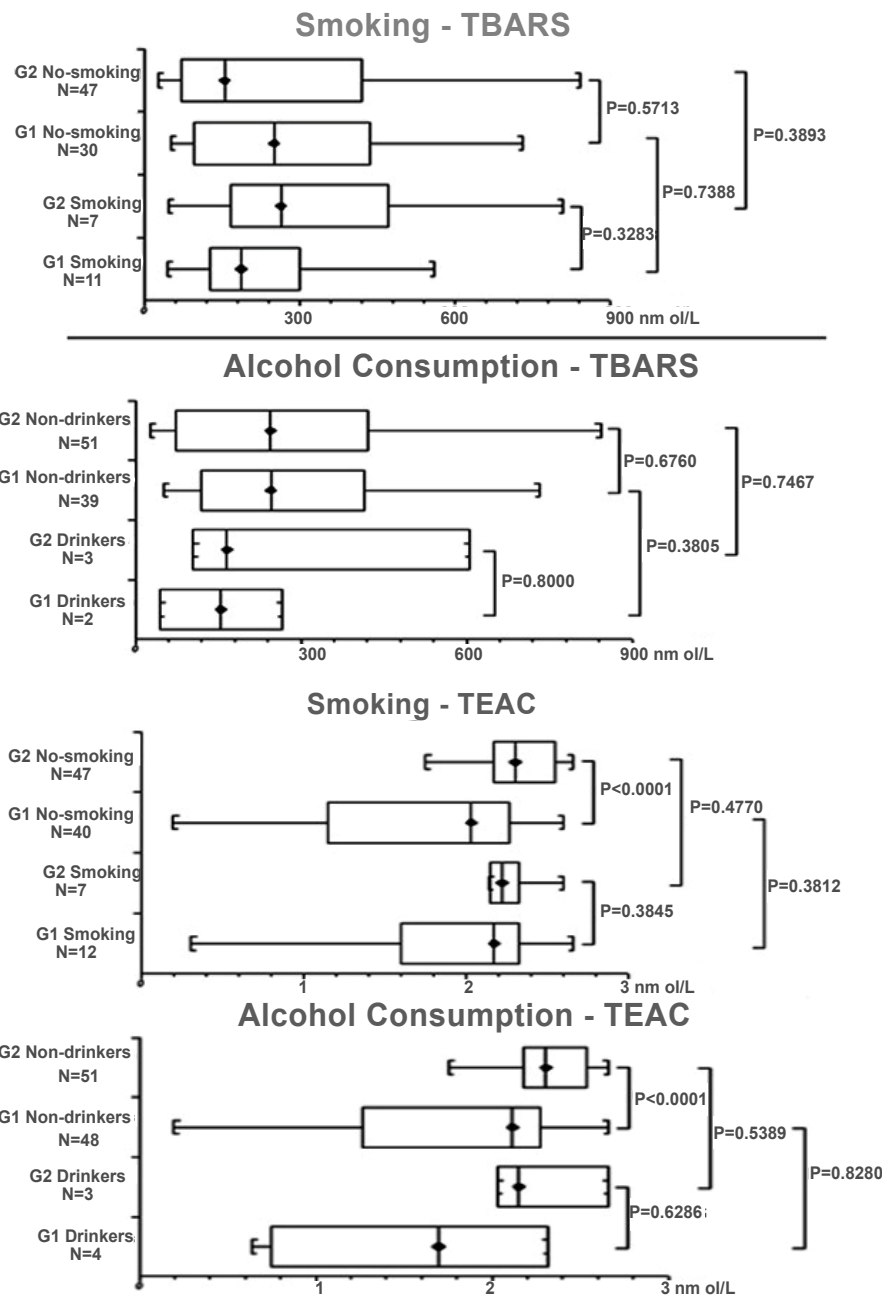 Smoking - TBARS
G2 No-smoking
N=47
G1 No-smoking
N=30
G2 Smoking
N=7
G1 Smoking
N=11
P=0.5713
P=0.3893
P=0.7388
P=0.3283
0
300
600
900 nm ol/L
Alcohol Consumption - TBARS
G2 Non-drinkers
N=51
G1 Non-drinkers
N=39
G2 Drinkers
N=3
G1 Drinkers
N=2
P=0.6760
P=0.7467
P=0.3805
P=0.8000
0
300
600
900 nm ol/L
Smoking - TEAC
G2 No-smoking
N=47
G1 No-smoking
N=40
G2 Smoking
N=7
G1 Smoking
N=12
P<0.0001
P=0.4770
P=0.3812
P=0.3845
0
1
2
3 nm ol/L
Alcohol Consumption - TEAC
G2 Non-drinkers
N=51
G1 Non-drinkers
N=48
G2 Drinkers
N=3
G1 Drinkers
N=4
P<0.0001
P=0.5389
P=0.8280
P=0.6286
0
1
2
3 nm ol/L